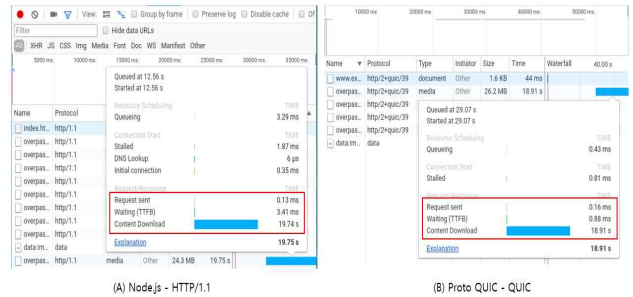 View:
Group by frame
Preserve log
Disable cache
Filter
Hide data URLs
All XHR JS CSS Img Media Font Doc WS Manifest Other
5000 ms 10000 ms 15000 ms 20000 ms 25000 ms 30000 ms 35000 ms
Name Protocol
index.ht... http/1.1
overpas... http/1.1
overpas... http/1.1
overpas... http/1.1
overpas... http/1.1
overpas... http/1.1
overpas... http/1.1
overpas... http/1.1
overpas... http/1.1
data:im... data
overpas... http/1.1 media Other 24.3 MB 19.75 s
Queued at 12.56 s
Started at 12.56 s
Resource Scheduling TIME
Queueing 3.29 ms
Connection Start TIME
Stalled 1.87 ms
DNS Lookup 6 μs
Initial connection 0.35 ms
Request/Response TIME
Request sent 0.13 ms
Waiting (TTFB) 3.41 ms
Content Download 19.74 s
Explanation 19.75 s
(A) Node.js - HTTP/1.1
10000 ms 20000 ms 30000 ms 40000 ms 50000 ms
Name Protocol Type Initiator Size Time Waterfall 40.00 s
www.ex... http/2+quic/39 document Other 1.6 KB 44 ms
overpas... http/2+quic/39 media Other 26.2 MB 18.91 s
overpas... http/2+quic/39
overpas... http/2+quic/39
overpas... http/2+quic/39
data:im... data
Queued at 29.07 s
Started at 29.07 s
Resource Scheduling TIME
Queueing 0.43 ms
Connection Start TIME
Stalled 0.81 ms
Request/Response TIME
Request sent 0.16 ms
Waiting (TTFB) 0.88 ms
Content Download 18.91 s
Explanation 18.91 s
(B) Proto QUIC - QUIC